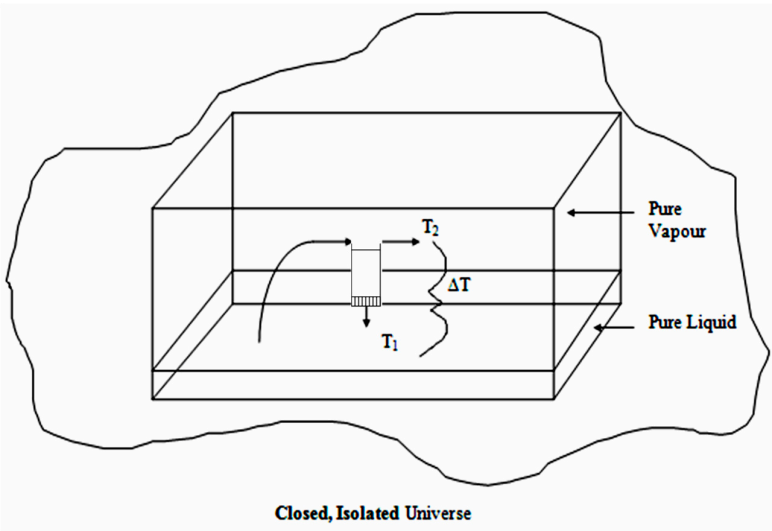 T₂
Pure
Vapour
ΔT
Pure Liquid
T₁
Closed, Isolated Universe